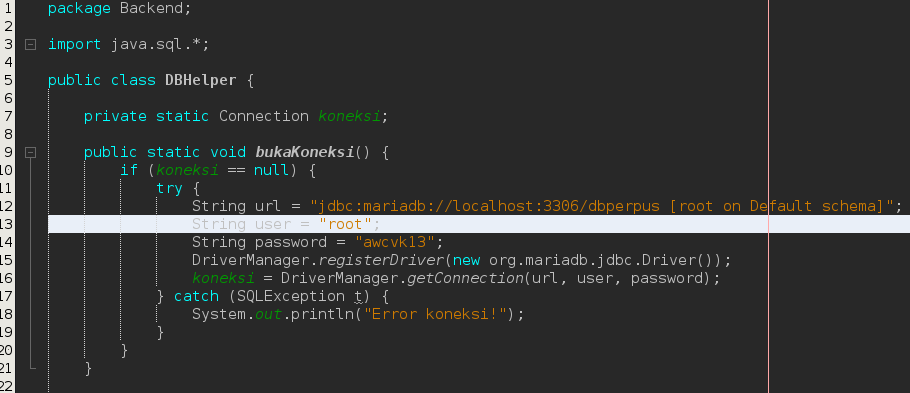 1 package Backend;
2
3 import java.sql.*;
4
5 public class DBHelper {
6
7 private static Connection koneksi;
8
9 public static void bukaKoneksi() {
10 if (koneksi == null) {
11 try {
12 String url = "jdbc:mariadb://localhost:3306/dbperpus [root on Default schema]";
13 String user = "root";
14 String password = "awcvk13";
15 DriverManager.registerDriver(new org.mariadb.jdbc.Driver());
16 koneksi = DriverManager.getConnection(url, user, password);
17 } catch (SQLException t) {
18 System.out.println("Error koneksi!");
19 }
20 }
21 }
22